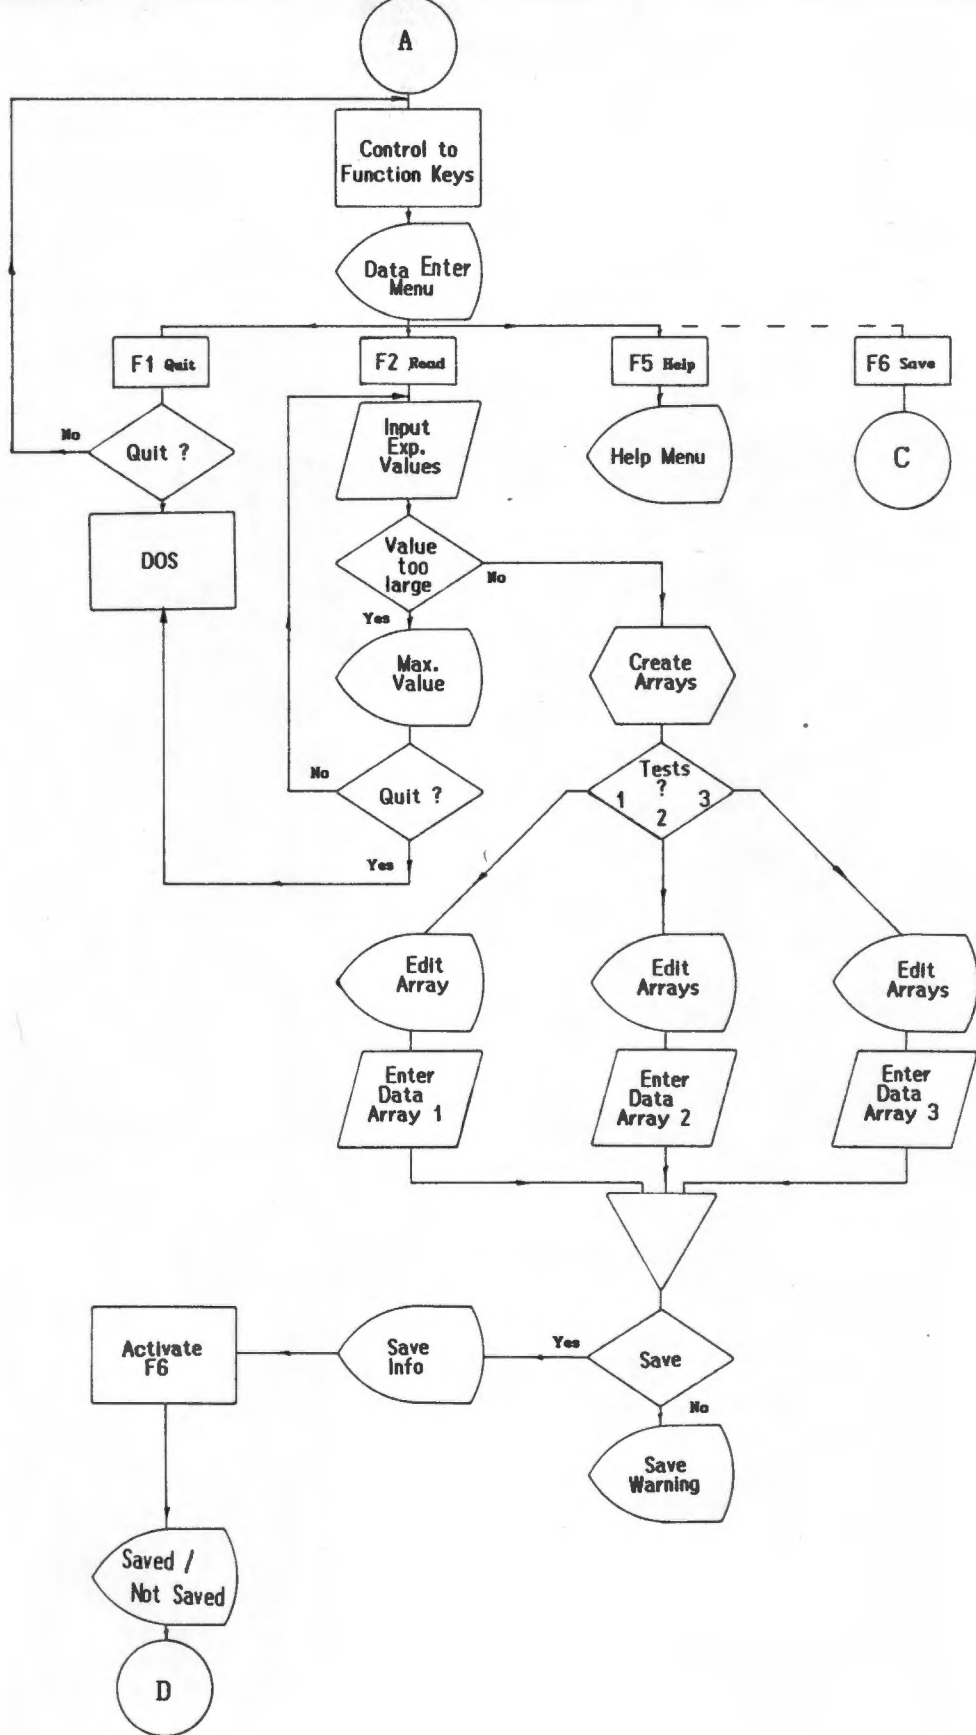 A
Control to
Function Keys
Data Enter
Menu
F1 Quit
F2 Read
F5 Help
F6 Save
No
Quit ?
Input
Exp.
Values
Help Menu
C
DOS
Value
too
large
No
Yes
Max.
Value
Create
Arrays
No
Quit ?
Tests
?
1
3
2
Yes
Edit
Array
Edit
Arrays
Edit
Arrays
Enter
Data
Array 1
Enter
Data
Array 2
Enter
Data
Array 3
Activate
F6
Save
Info
Yes
Save
No
Save
Warning
Saved /
Not Saved
D